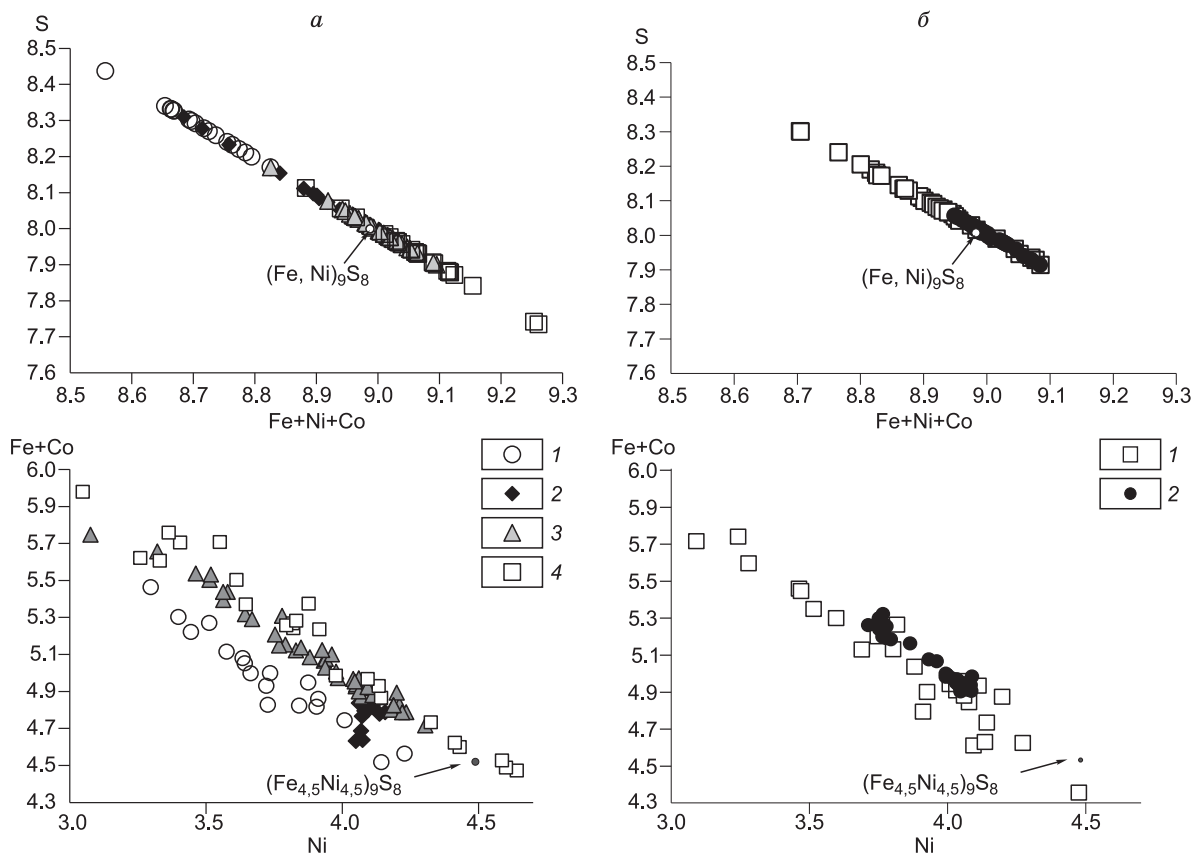 а
S
8.5
8.4
8.3
8.2
8.1
8.0
7.9
7.8
7.7
7.6
(Fe, Ni)₉S₈
8.5 8.6 8.7 8.8 8.9 9.0 9.1 9.2 9.3
Fe+Ni+Co
б
S
8.5
8.4
8.3
8.2
8.1
8.0
7.9
7.8
7.7
7.6
(Fe, Ni)₉S₈
8.5 8.6 8.7 8.8 8.9 9.0 9.1 9.2 9.3
Fe+Ni+Co
Fe+Co
6.0
5.9
5.7
5.5
5.3
5.1
4.9
4.7
4.5
4.3
1
2
3
4
(Fe₄,₅Ni₄,₅)₉S₈
3.0 3.5 4.0 4.5
Ni
Fe+Co
6.0
5.9
5.7
5.5
5.3
5.1
4.9
4.7
4.5
4.3
1
2
(Fe₄,₅Ni₄,₅)₉S₈
3.0 3.5 4.0 4.5
Ni